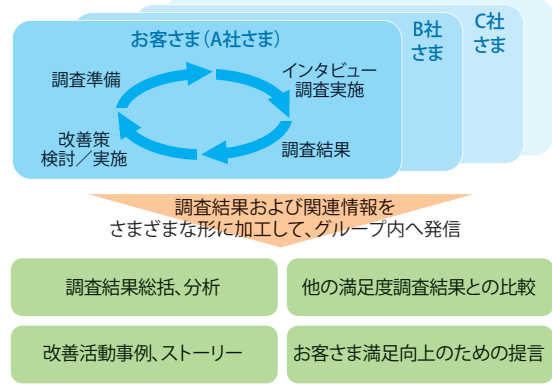 お客さま(A社さま)
B社
さま
C社
さま
調査準備
インタビュー
調査実施
改善策
検討／実施
調査結果
調査結果および関連情報を
さまざまな形に加工して、グループ内へ発信
調査結果総括、分析
他の満足度調査結果との比較
改善活動事例、ストーリー
お客さま満足向上のための提言